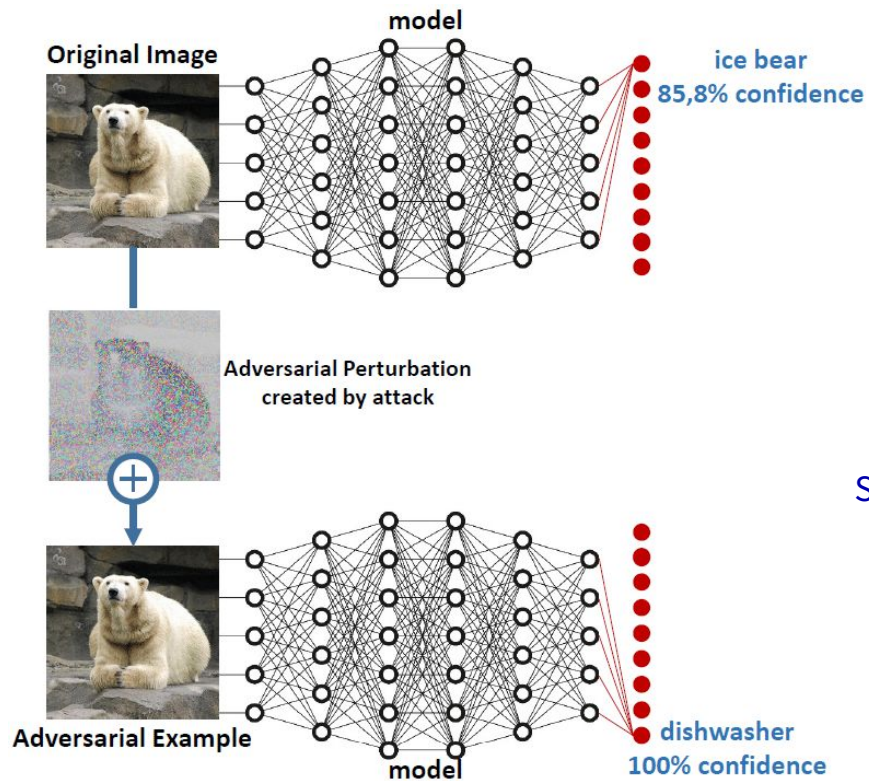 model
Original Image
ice bear
85,8% confidence
Adversarial Perturbation
created by attack
S
Adversarial Example
model
dishwasher
100% confidence